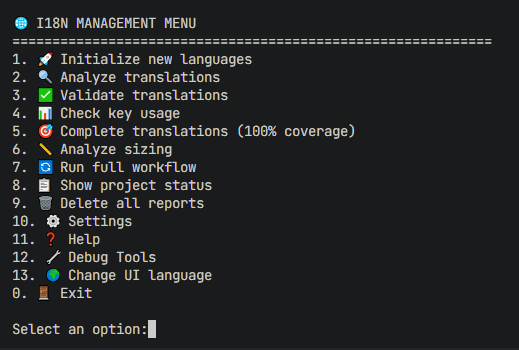 🌐 I18N MANAGEMENT MENU
============================================================
1. 🚀 Initialize new languages
2. 🔍 Analyze translations
3. ✅ Validate translations
4. 📊 Check key usage
5. 🎯 Complete translations (100% coverage)
6. 📏 Analyze sizing
7. 🔄 Run full workflow
8. 📋 Show project status
9. 🗑️ Delete all reports
10. ⚙️ Settings
11. ❓ Help
12. 🔧 Debug Tools
13. 🌍 Change UI language
0. 🚪 Exit
Select an option: